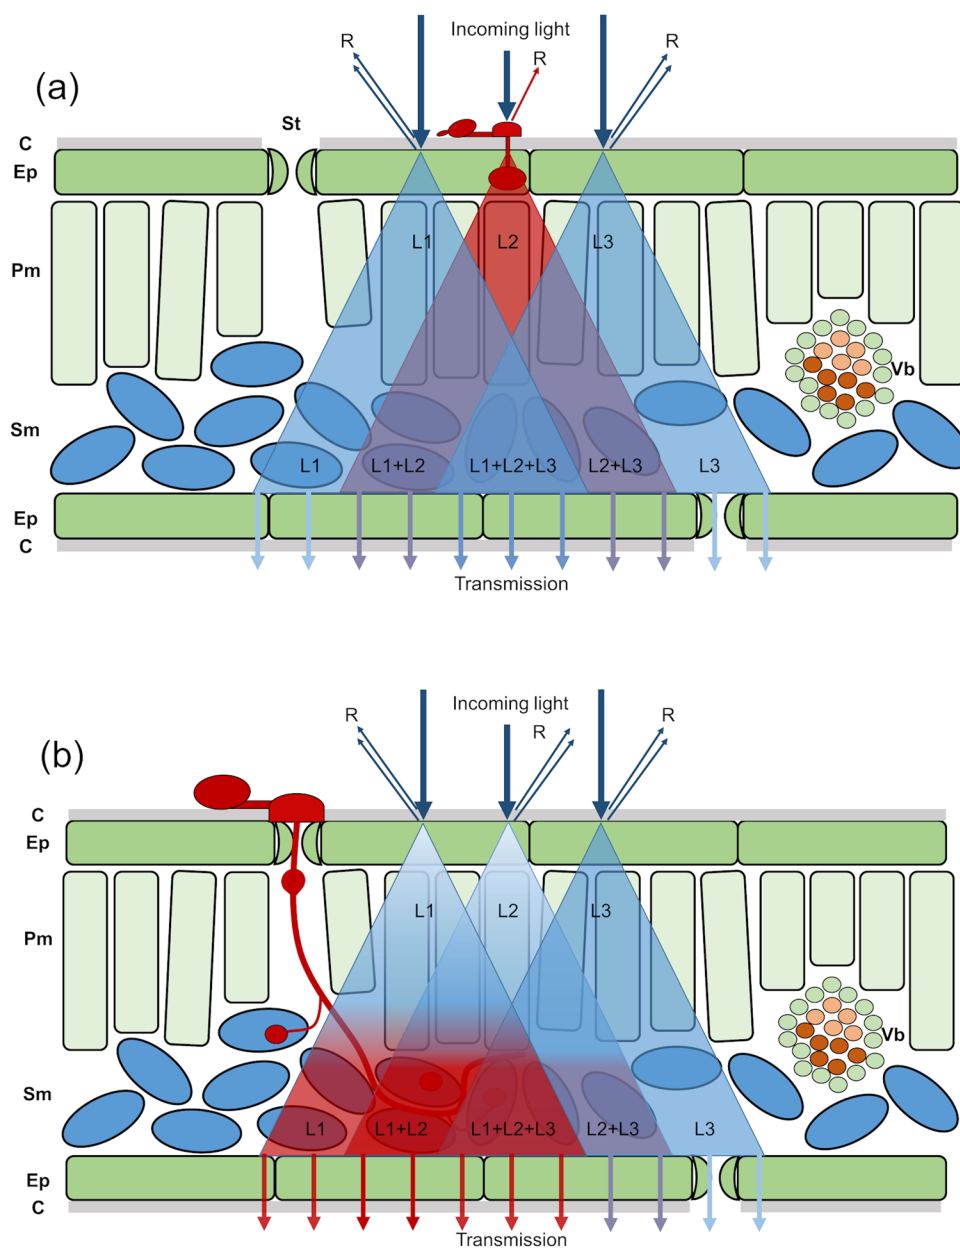 Incoming light
R
R
R
(a)
St
C
Ep
L1
L2
L3
Pm
Vb
Sm
L1
L1+L2
L1+L2+L3
L2+L3
L3
Ep
C
Transmission
Incoming light
R
R
R
(b)
C
Ep
L1
L2
L3
Pm
Vb
Sm
L1
L1+L2
L1+L2+L3
L2+L3
L3
Ep
C
Transmission